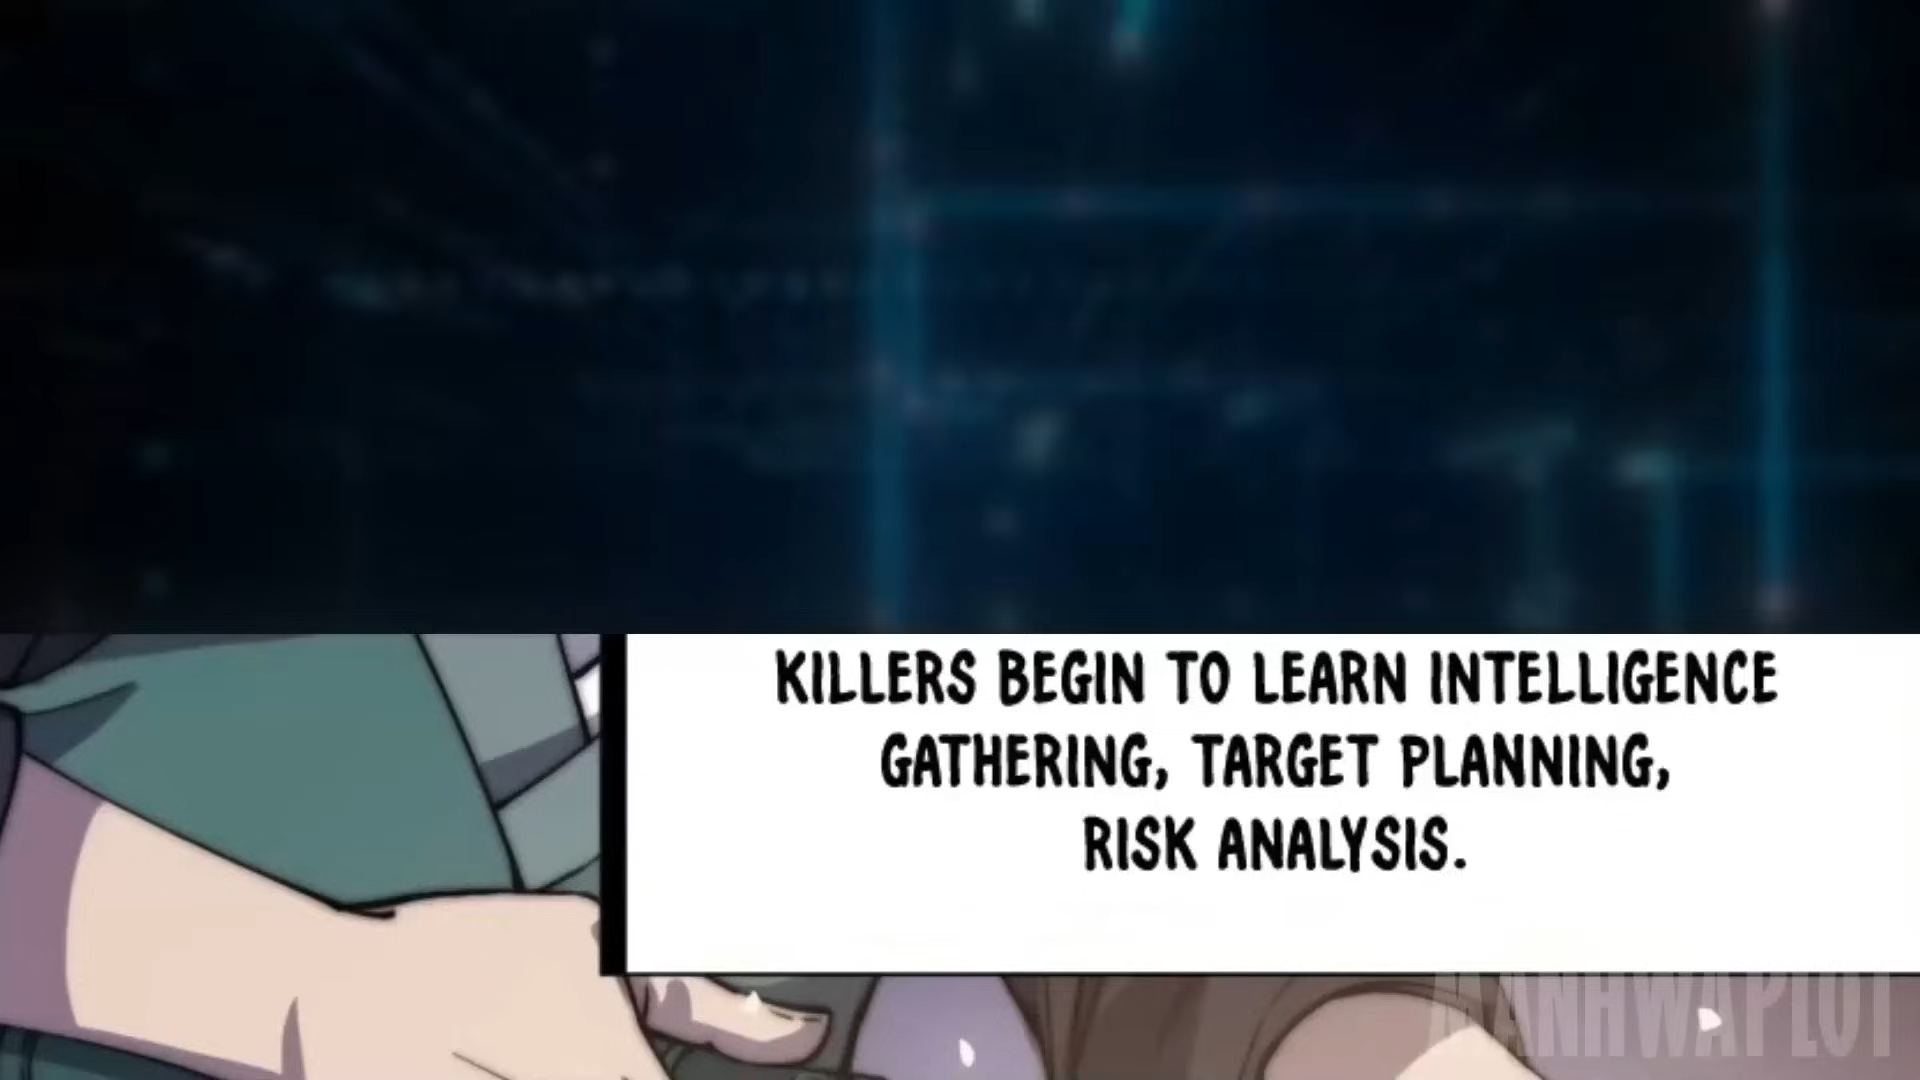 KILLERS BEGIN TO LEARN INTELLIGENCE
GATHERING, TARGET PLANNING,
RISK ANALYSIS.
MANHWAPLOT